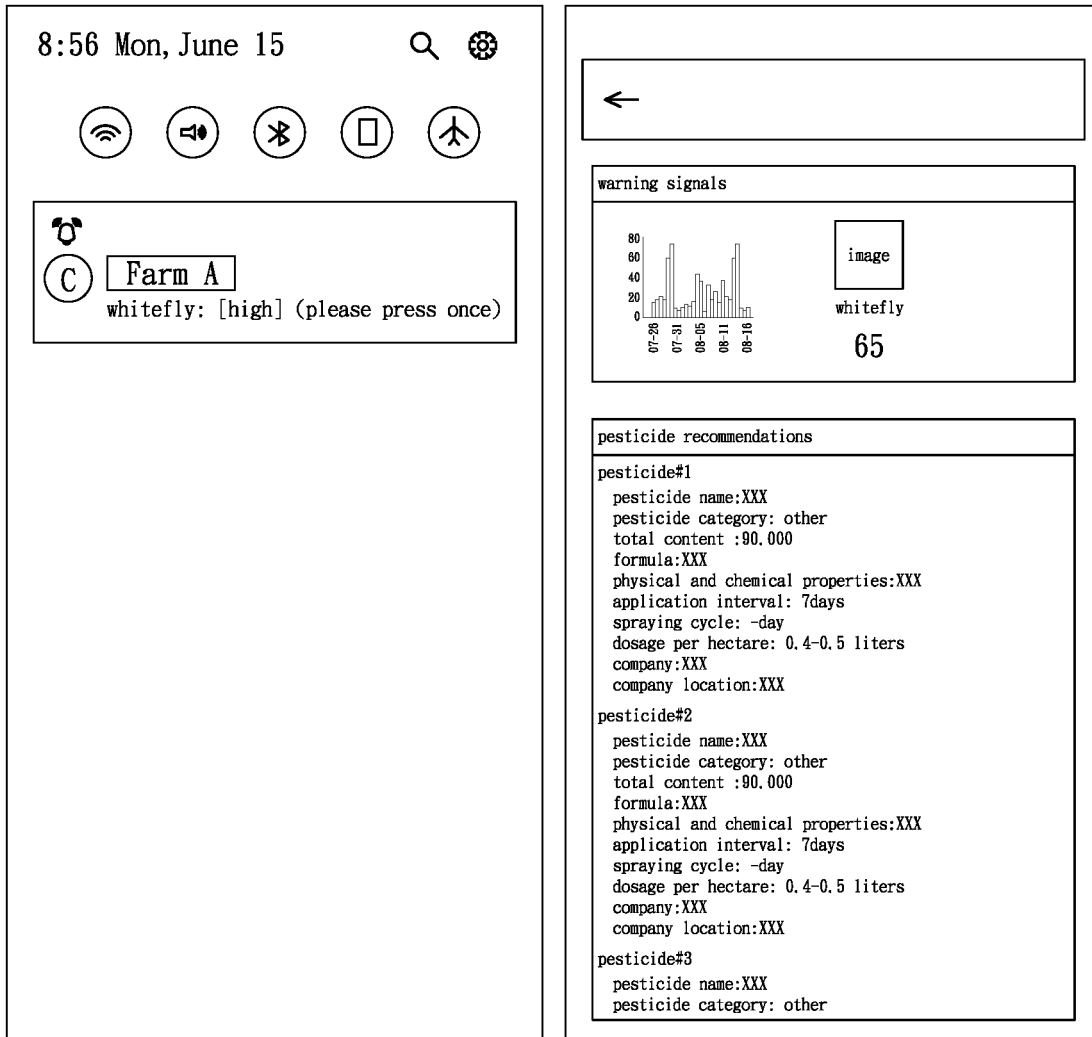 8:56 Mon, June 15
C
Farm A
whitefly: [high] (please press once)
warning signals
80
60
40
20
0
07-26
07-31
08-05
08-11
08-16
image
whitefly
65
pesticide recommendations
pesticide#1
pesticide name:XXX
pesticide category: other
total content :90.000
formula:XXX
physical and chemical properties:XXX
application interval: 7days
spraying cycle: -day
dosage per hectare: 0.4-0.5 liters
company:XXX
company location:XXX
pesticide#2
pesticide name:XXX
pesticide category: other
total content :90.000
formula:XXX
physical and chemical properties:XXX
application interval: 7days
spraying cycle: -day
dosage per hectare: 0.4-0.5 liters
company:XXX
company location:XXX
pesticide#3
pesticide name:XXX
pesticide category: other